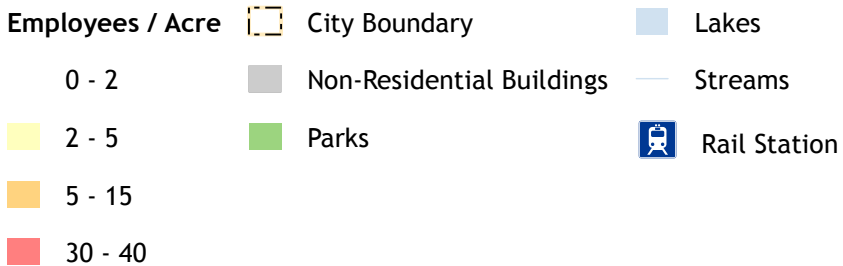 Employees / Acre
0 - 2
2 - 5
5 - 15
30 - 40
City Boundary
Non-Residential Buildings
Parks
Lakes
Streams
Rail Station